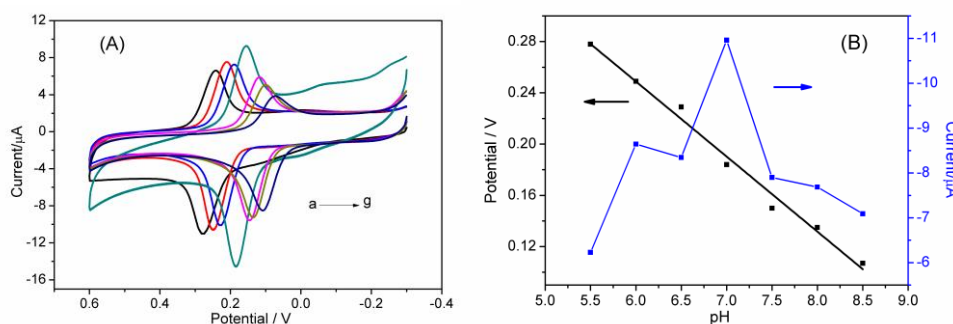 (A)
12
8
4
0
-4
-8
-12
-16
Current/μA
a g
0.6 0.4 0.2 0.0 -0.2 -0.4
Potential / V
(B)
0.28
0.24
0.20
0.16
0.12
Potential / V
-11
-10
-9
-8
-7
-6
Current/μA
5.0 5.5 6.0 6.5 7.0 7.5 8.0 8.5 9.0
pH